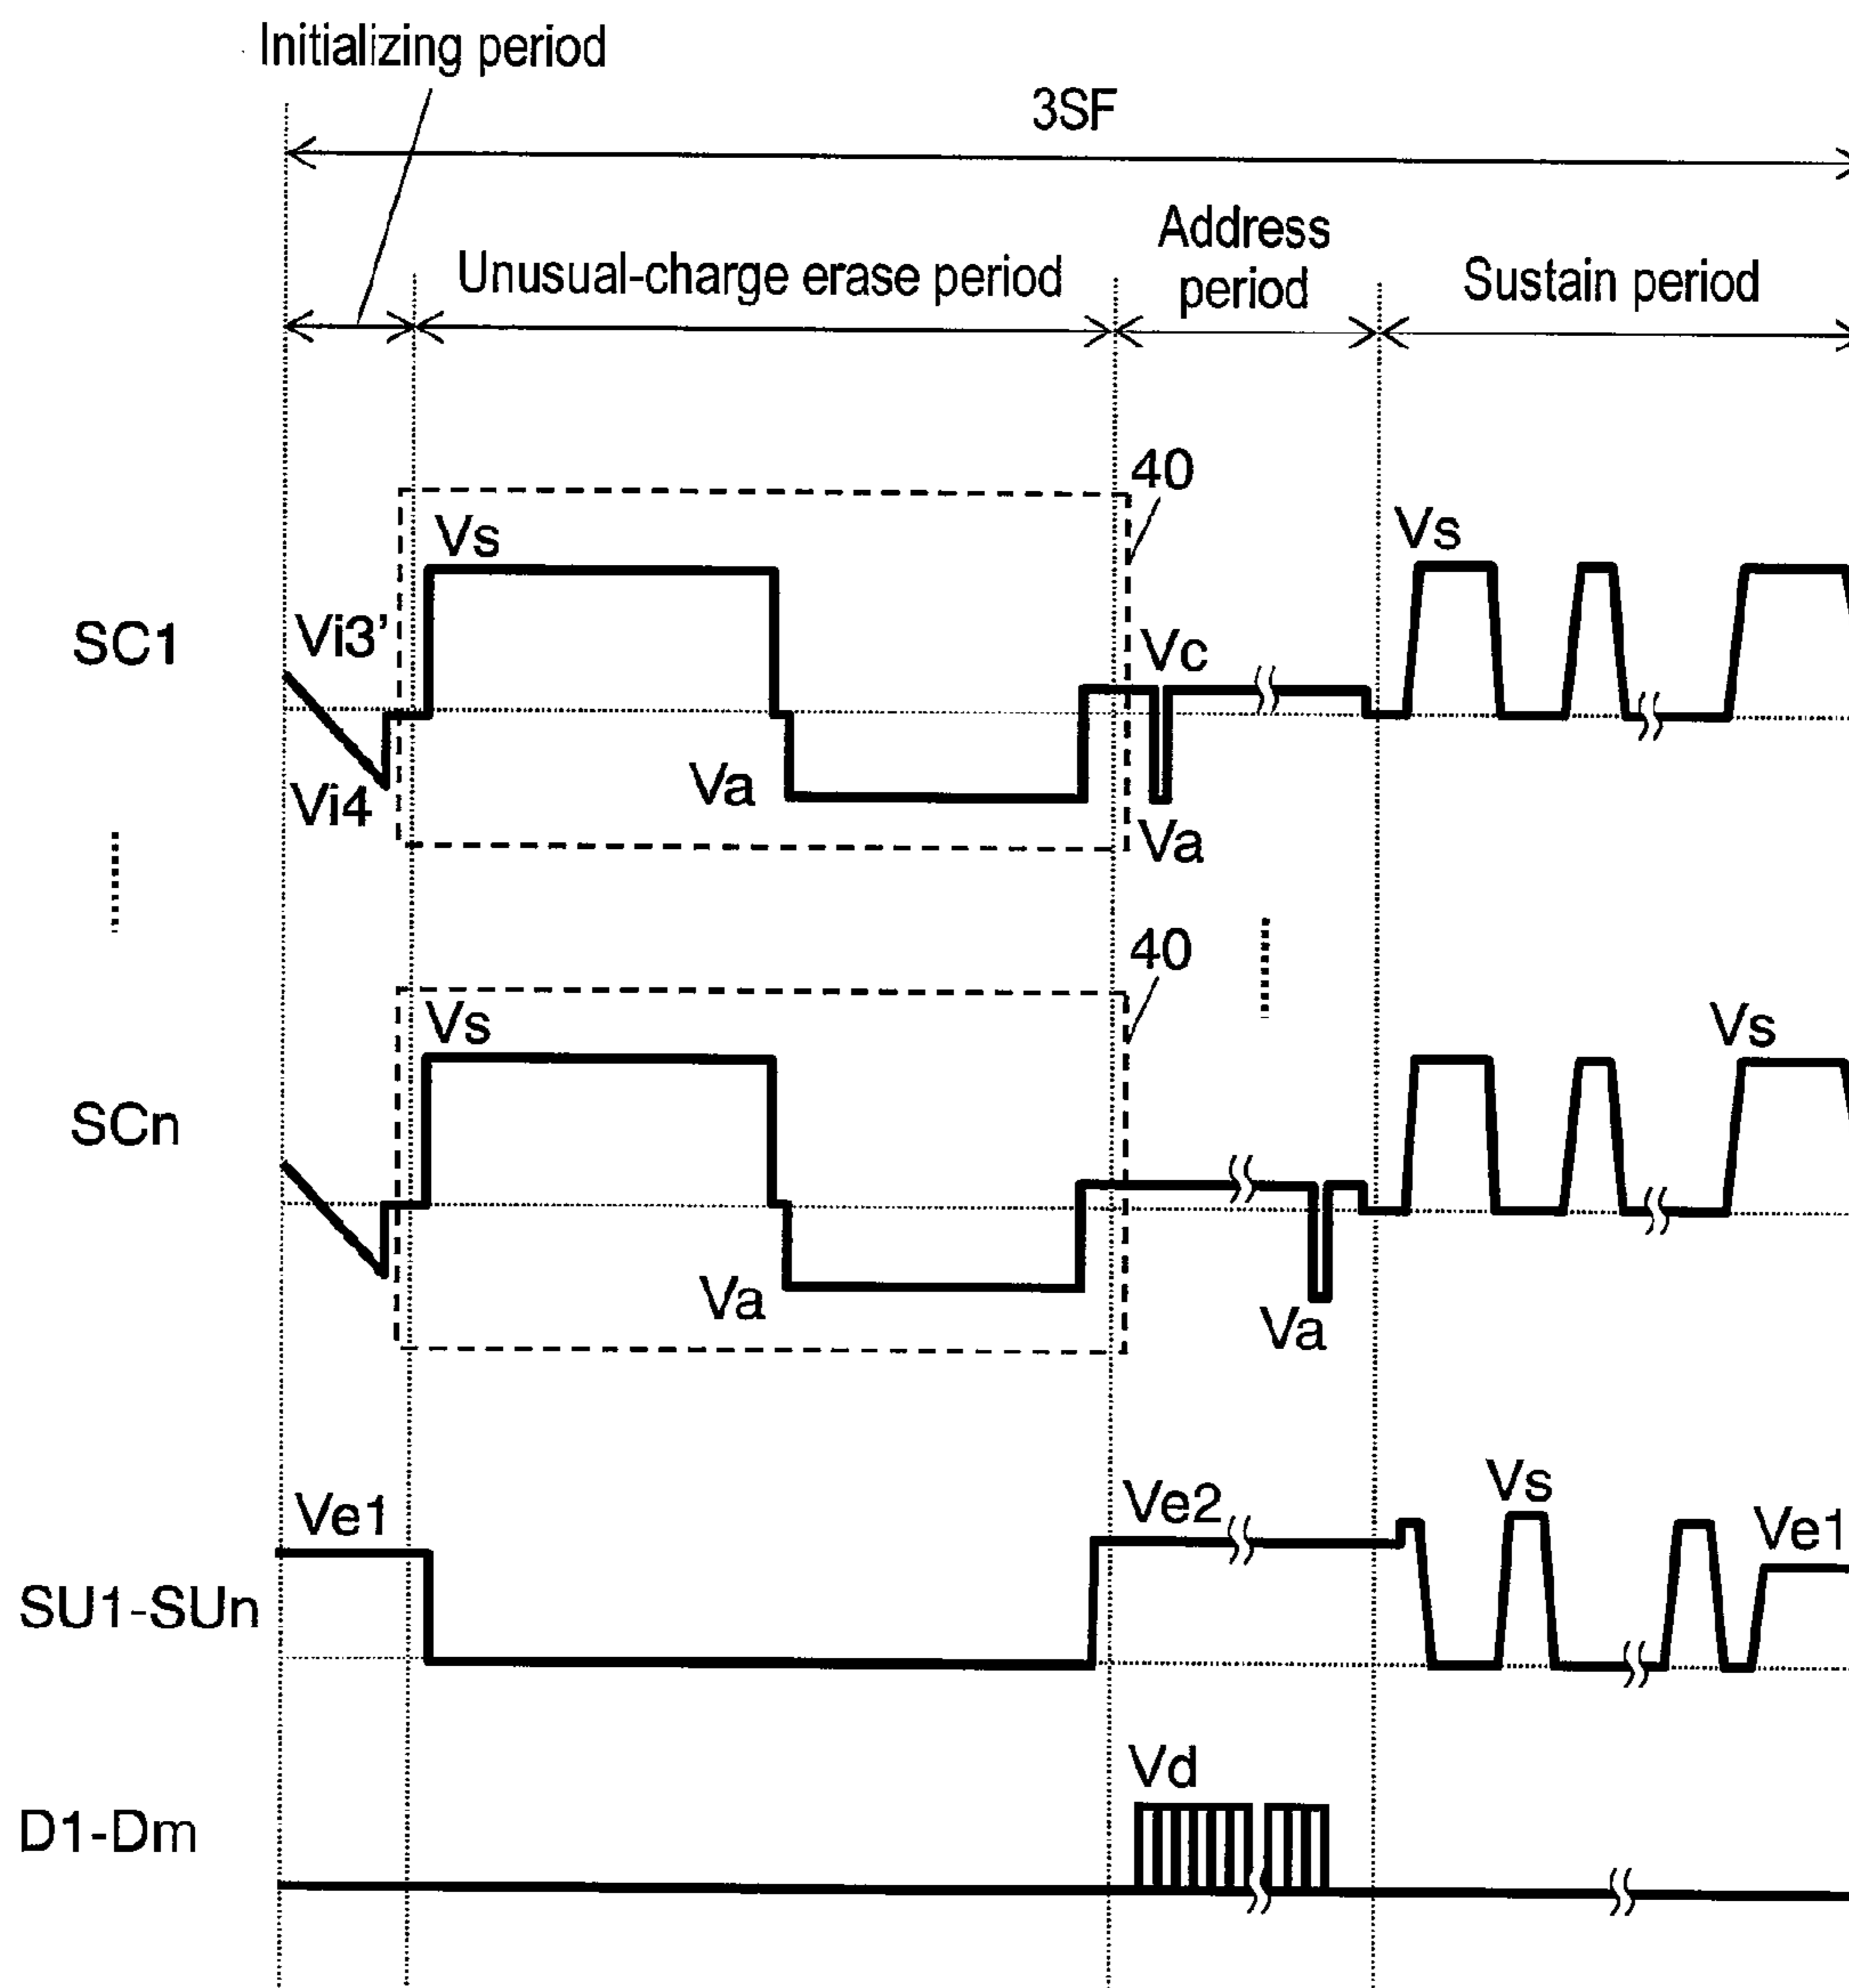 Initializing period
3SF
Unusual-charge erase period
Address
period
Sustain period
40
Vs
Vs
SC1
Vi3’
Vc
Vi4
Va
Va
40
Vs
Vs
SCn
Va
Va
Ve1
Ve2
Vs
Ve1
SU1-SUn
Vd
D1-Dm